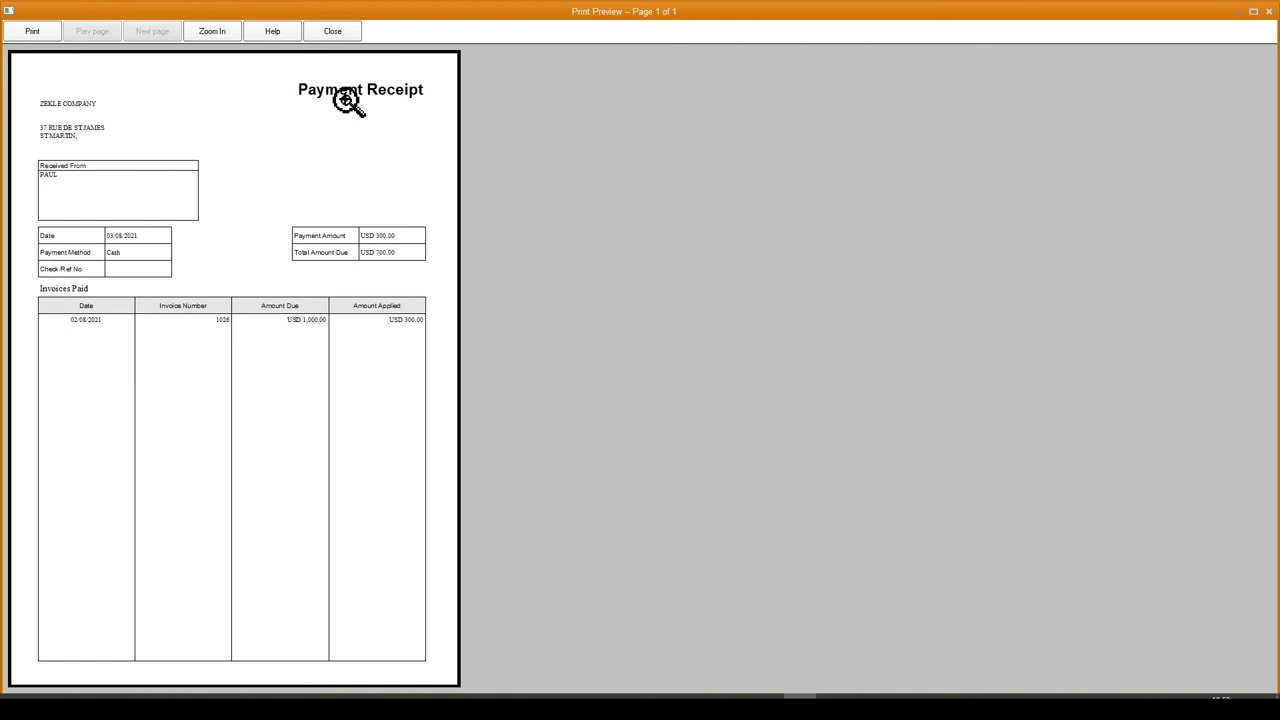 Print Preview -- Page 1 of 1
Print Prev page Next page Zoom In Help Close
Payment Receipt
ZEKLE COMPANY
37 RUE DE ST JAMES
ST MARTIN,
Received From
PAUL
Date 03/08/2021
Payment Method Cash
Check/Ref No
Payment Amount USD 300.00
Total Amount Due USD 700.00
Invoices Paid
Date Invoice Number Amount Due Amount Applied
02/08/2021 1026 USD 1,000.00 USD 300.00